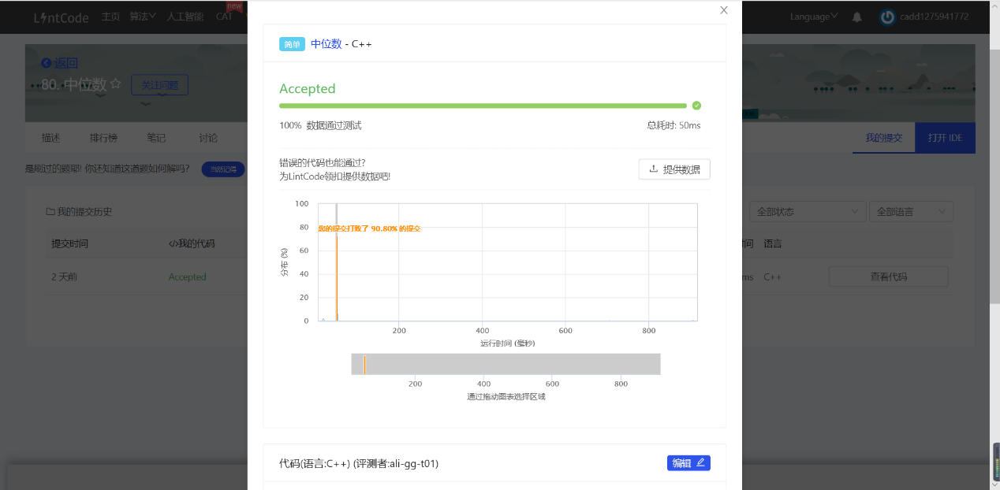 LintCode 主页 算法 人工智能 CAT new Language cadd1275941772
返回
80. 中位数 关注问题
描述 排行榜 笔记 讨论 我的提交 打开 IDE
是刷过的题耶! 你还知道这道题如何解吗? 当然记得
我的提交历史 全部状态 全部语言
提交时间 </>我的代码 语言
2 天前 Accepted ms C++ 查看代码
简单 中位数 - C++
Accepted
100% 数据通过测试 总耗时: 50ms
错误的代码也能通过?
为LintCode领扣提供数据吧!
提供数据
100
80
60
40
20
0
分布 (%)
您的提交打败了 90.80% 的提交
200 400 600 800
运行时间 (毫秒)
200 400 600 800
通过拖动图表选择区域
代码(语言:C++) (评测者:ali-gg-t01) 编辑